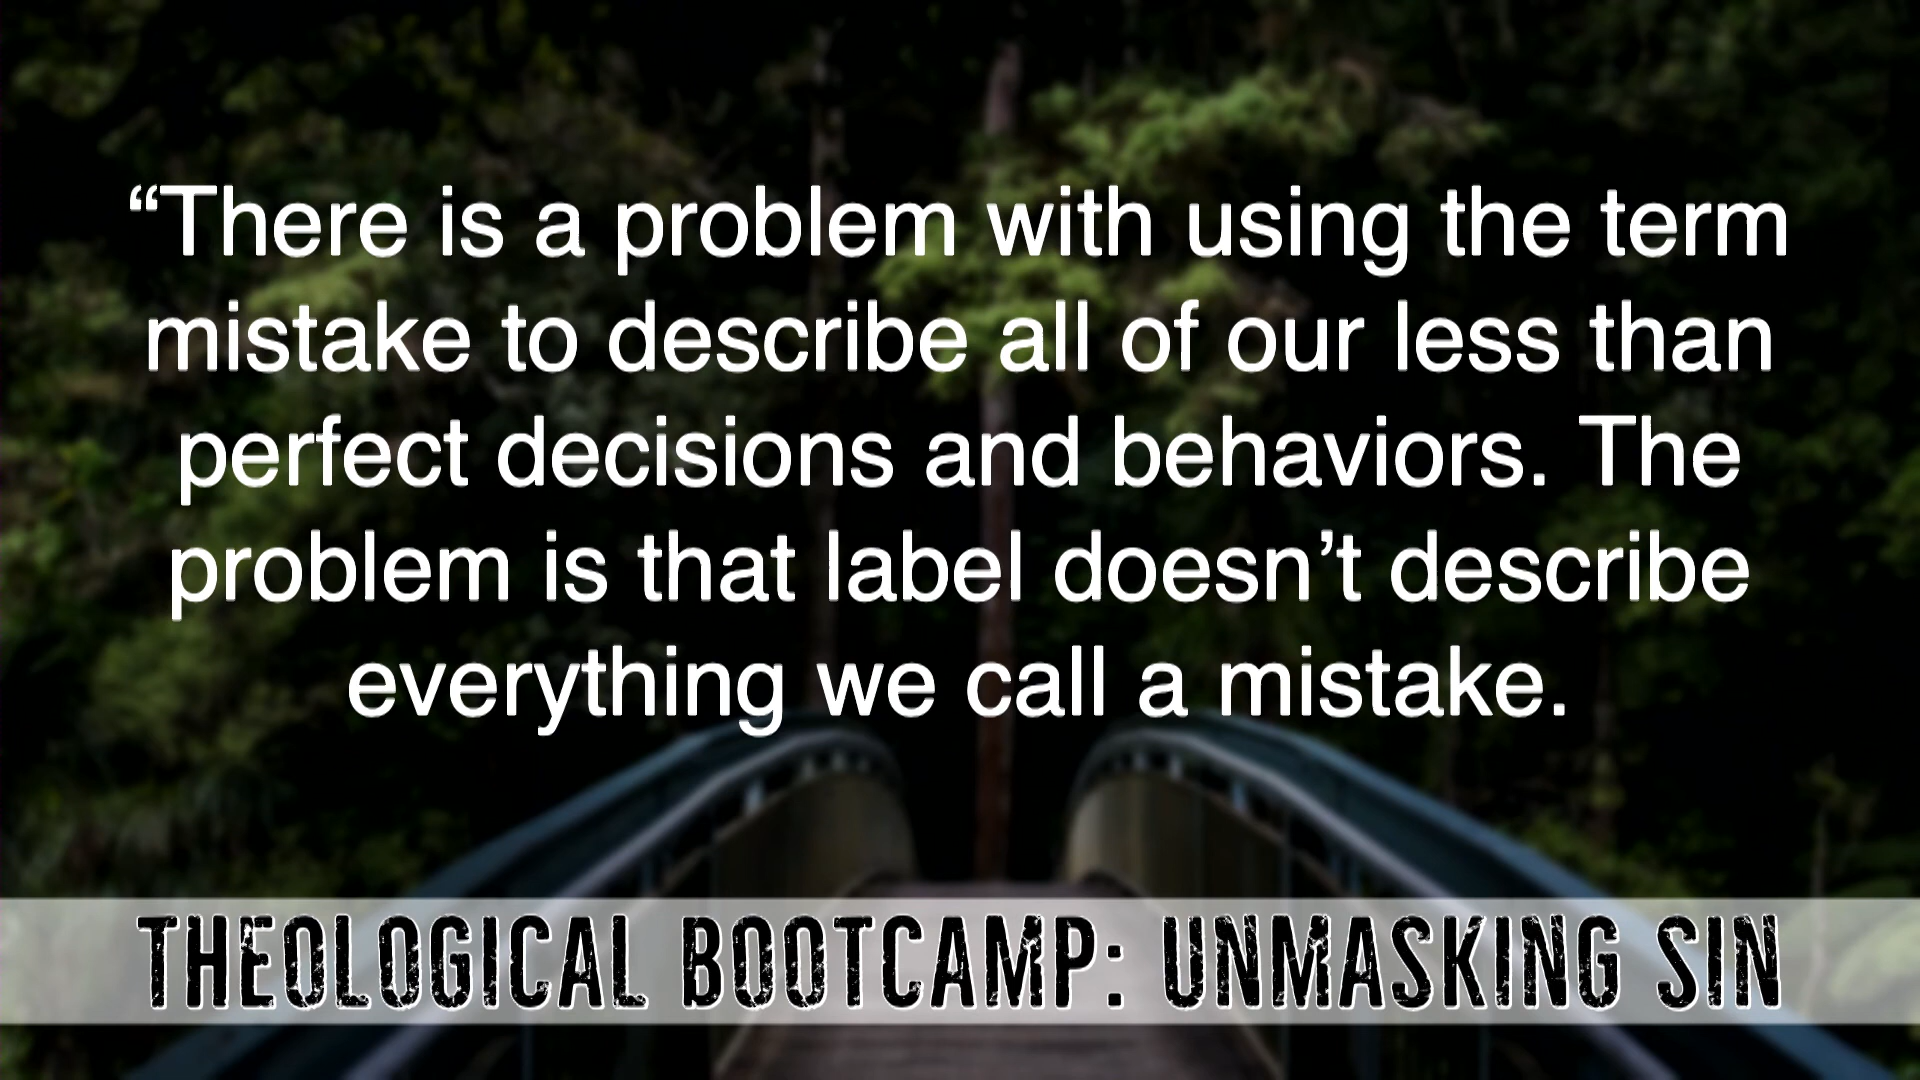 “There is a problem with using the term
mistake to describe all of our less than
perfect decisions and behaviors. The
problem is that label doesn’t describe
everything we call a mistake.
THEOLOGICAL BOOTCAMP: UNMASKING SIN